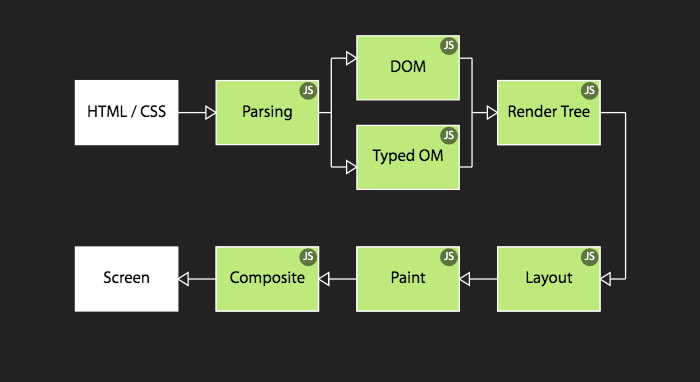 JS
DOM
JS
JS
HTML / CSS
Parsing
Render Tree
JS
Typed OM
JS
JS
JS
Screen
Composite
Paint
Layout